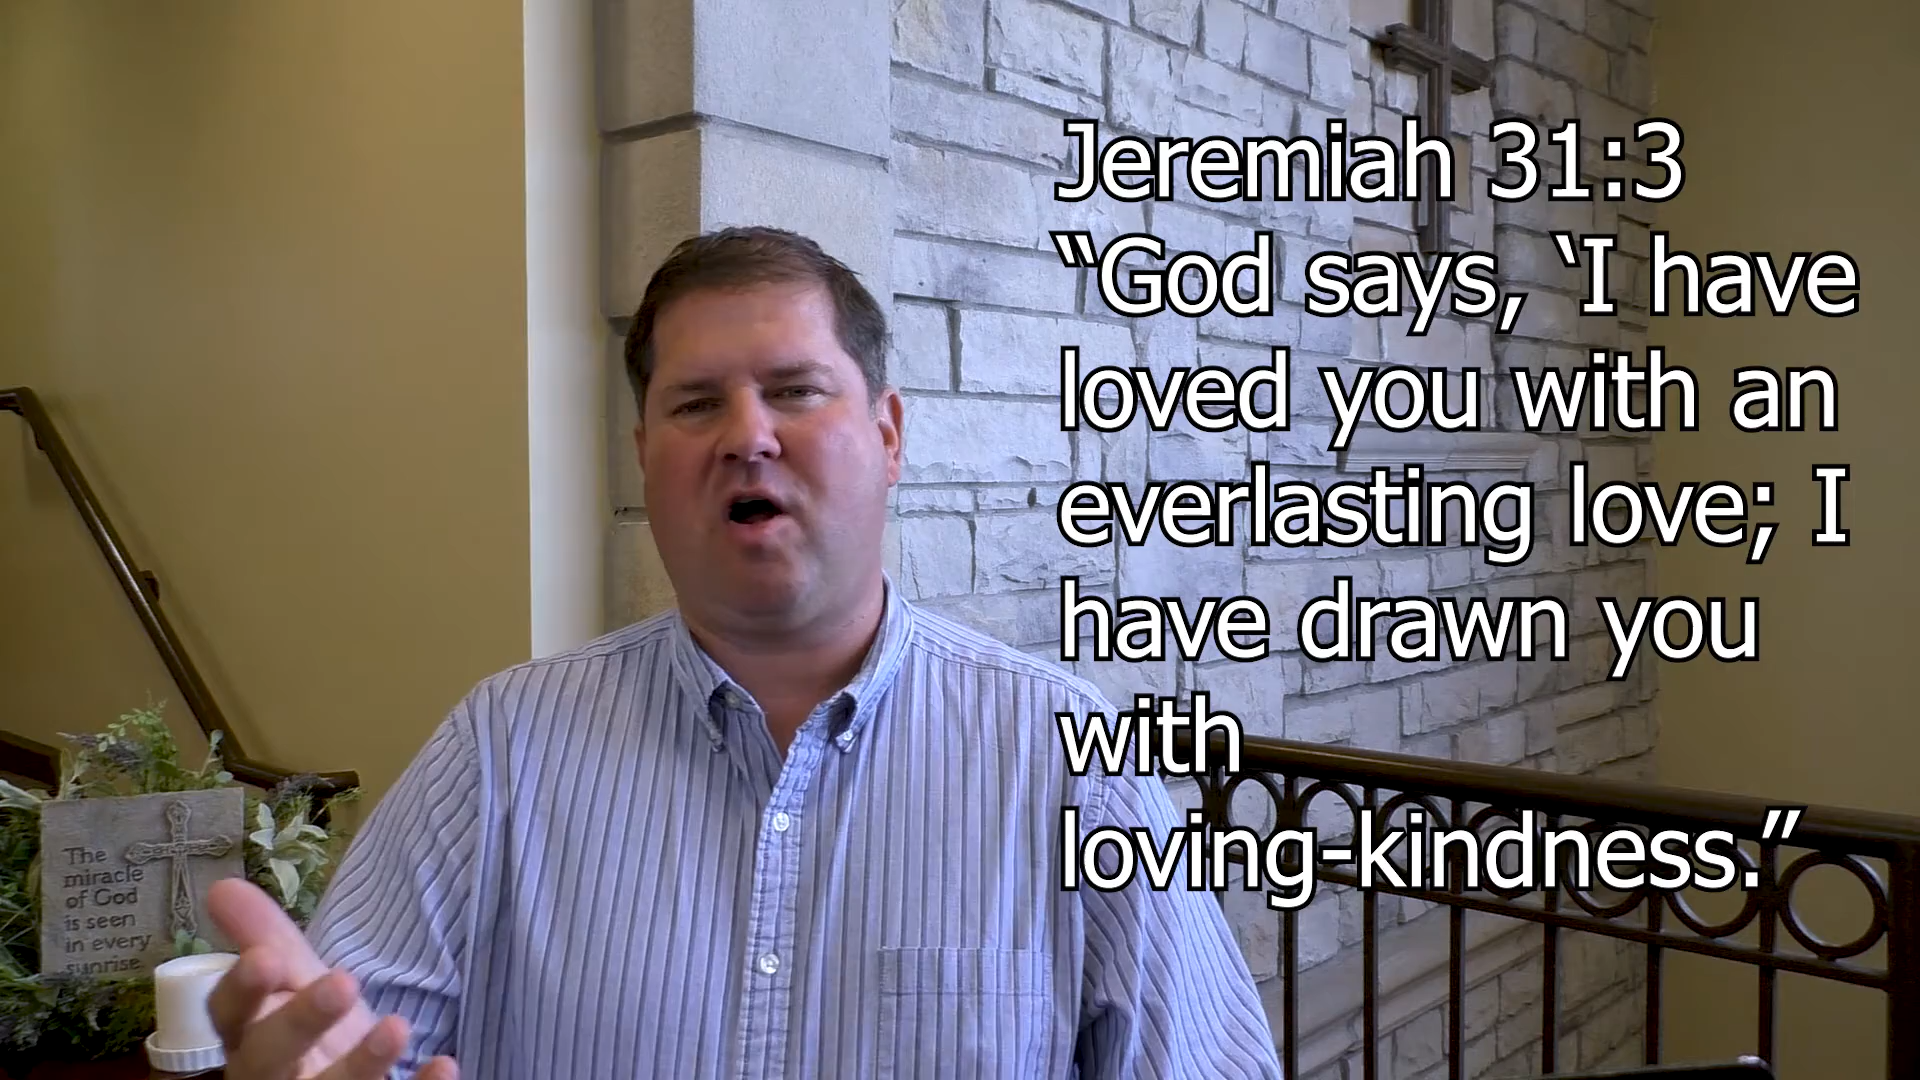 Jeremiah 31:3
“God says, ‘I have
loved you with an
everlasting love; I
have drawn you
with
loving-kindness.”
The
miracle
of God
is seen
in every
sunrise